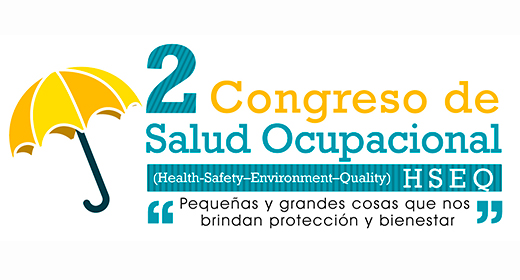 2 Congreso de
Salud Ocupacional
(Health-Safety–Environment–Quality) HSEQ
“ Pequeñas y grandes cosas que nos
brindan protección y bienestar ”